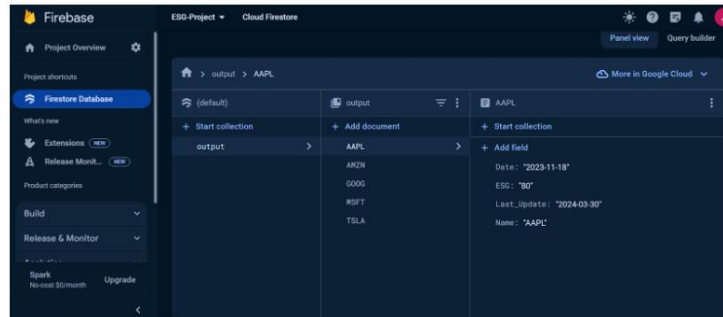 Firebase
ESG-Project
Cloud Firestore
Panel view
Query builder
Project Overview
Project shortcuts
Firestore Database
What's new
Extensions NEW
Release Monit... NEW
Product categories
Build
Release & Monitor
Spark
No-cost $0/month
Upgrade
output > AAPL
More in Google Cloud
(default)
+ Start collection
output
output
+ Add document
AAPL
AMZN
GOOG
MSFT
TSLA
AAPL
+ Start collection
+ Add field
Date: "2023-11-18"
ESG: "80"
Last_Update: "2024-03-30"
Name: "AAPL"